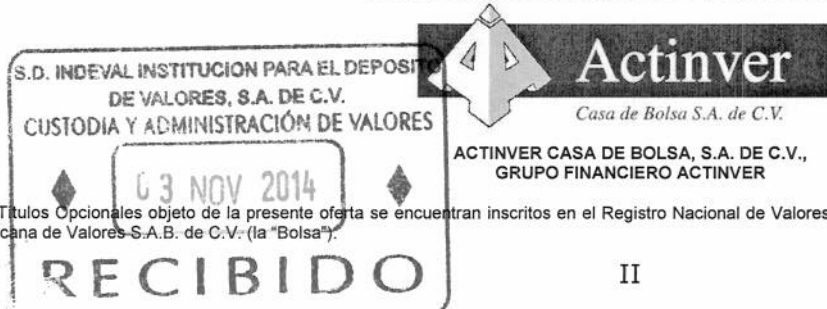 S.D. INDEVAL INSTITUCION PARA EL DEPOSITO
DE VALORES, S.A. DE C.V.
CUSTODIA Y ADMINISTRACIÓN DE VALORES
03 NOV 2014
RECIBIDO
Actinver
Casa de Bolsa S.A. de C.V.
ACTINVER CASA DE BOLSA, S.A. DE C.V.,
GRUPO FINANCIERO ACTINVER
Títulos Opcionales objeto de la presente oferta se encuentran inscritos en el Registro Nacional de Valores
cana de Valores S.A.B. de C.V. (la "Bolsa").
II